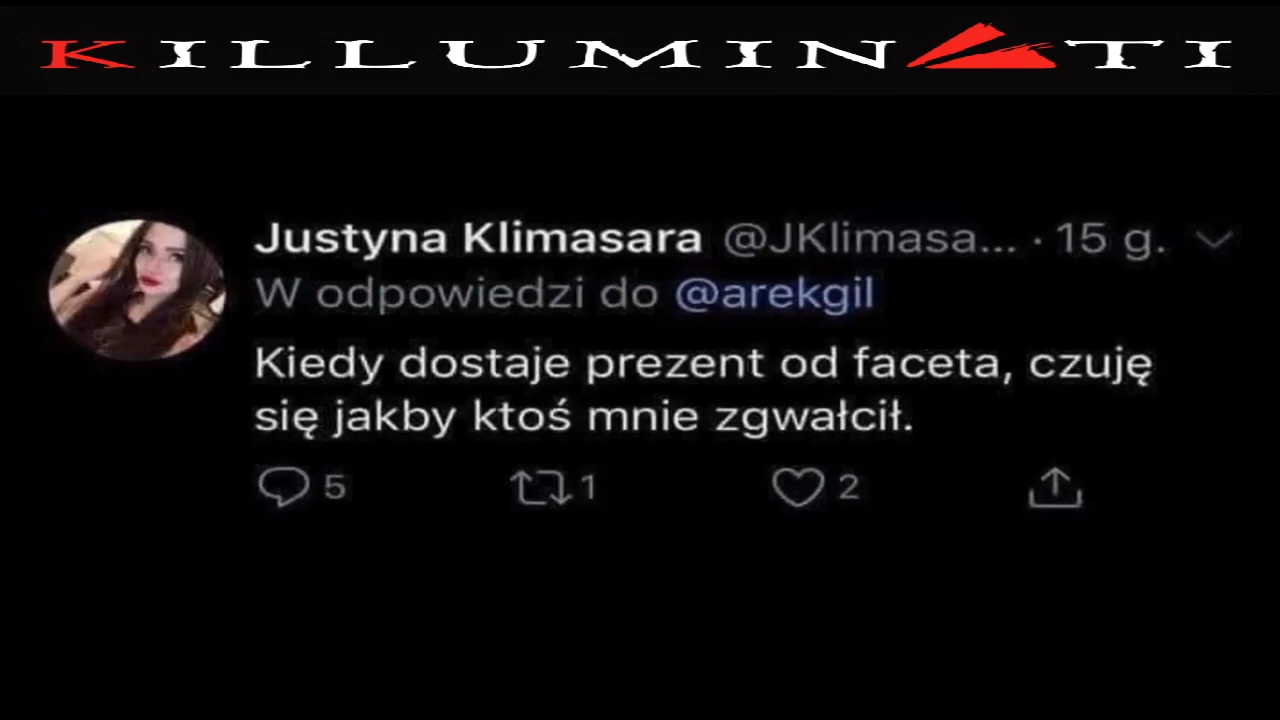 KILLUMINATI
Justyna Klimasara @JKlimasa... · 15 g.
W odpowiedzi do @arekgil
Kiedy dostaje prezent od faceta, czuję
się jakby ktoś mnie zgwałcił.
5 1 2